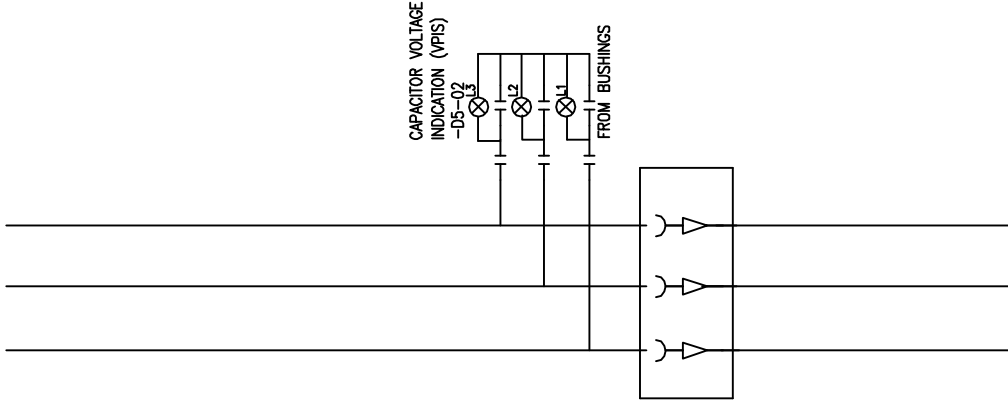 CAPACITOR VOLTAGE
INDICATION (VPIS)
-D5-02
L3
L2
L1
FROM BUSHINGS